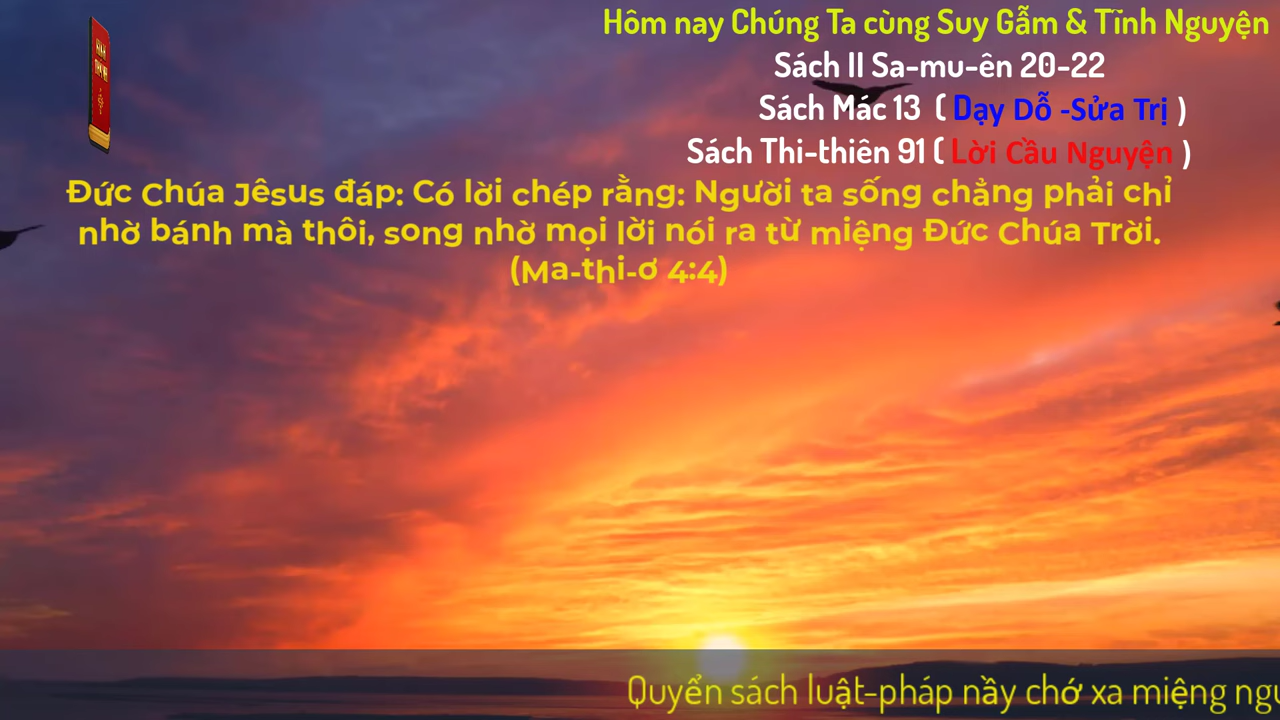 Hôm nay Chúng Ta cùng Suy Gẫm & Tĩnh Nguyện
Sách II Sa-mu-ên 20-22
Sách Mác 13 ( Dạy Dỗ -Sửa Trị )
Sách Thi-thiên 91 ( Lời Cầu Nguyện )
Đức Chúa Jêsus đáp: Có lời chép rằng: Người ta sống chẳng phải chỉ
nhờ bánh mà thôi, song nhờ mọi lời nói ra từ miệng Đức Chúa Trời.
(Ma-thi-ơ 4:4)
Quyển sách luật-pháp nầy chớ xa miệng